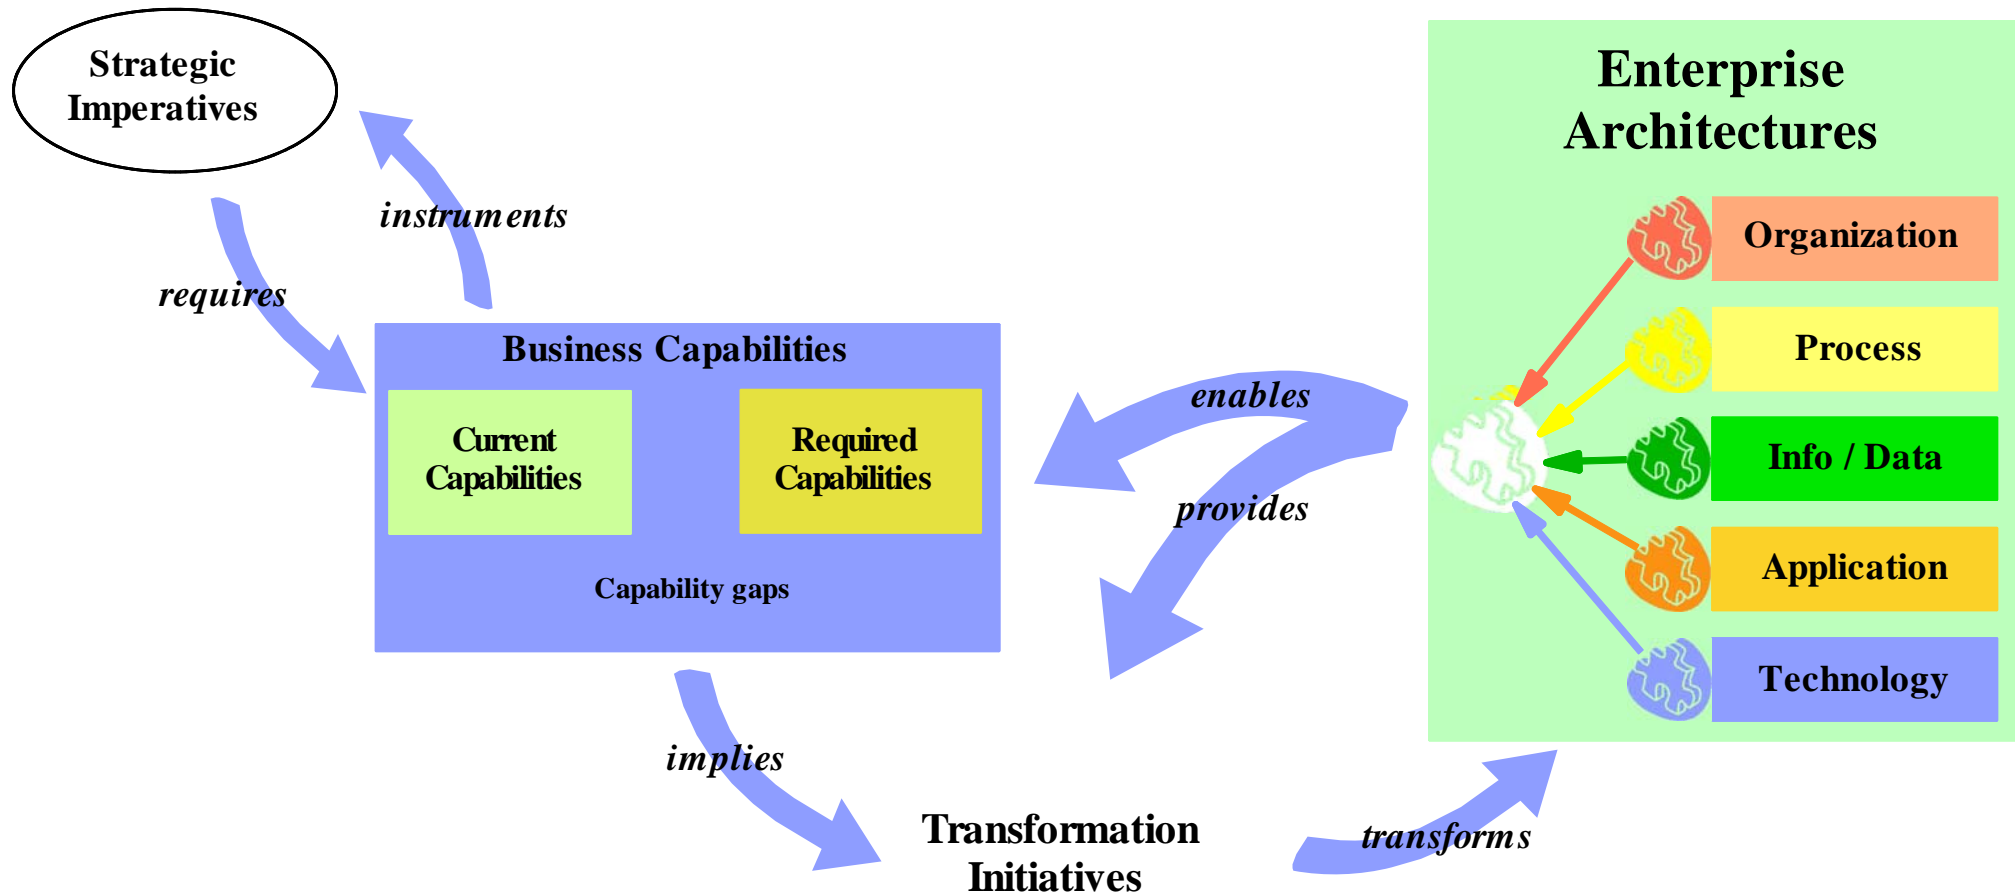 Strategic
Imperatives
instruments
requires
Business Capabilities
Current
Capabilities
Required
Capabilities
Capability gaps
implies
Transformation
Initiatives
enables
provides
transforms
Enterprise
Architectures
Organization
Process
Info / Data
Application
Technology